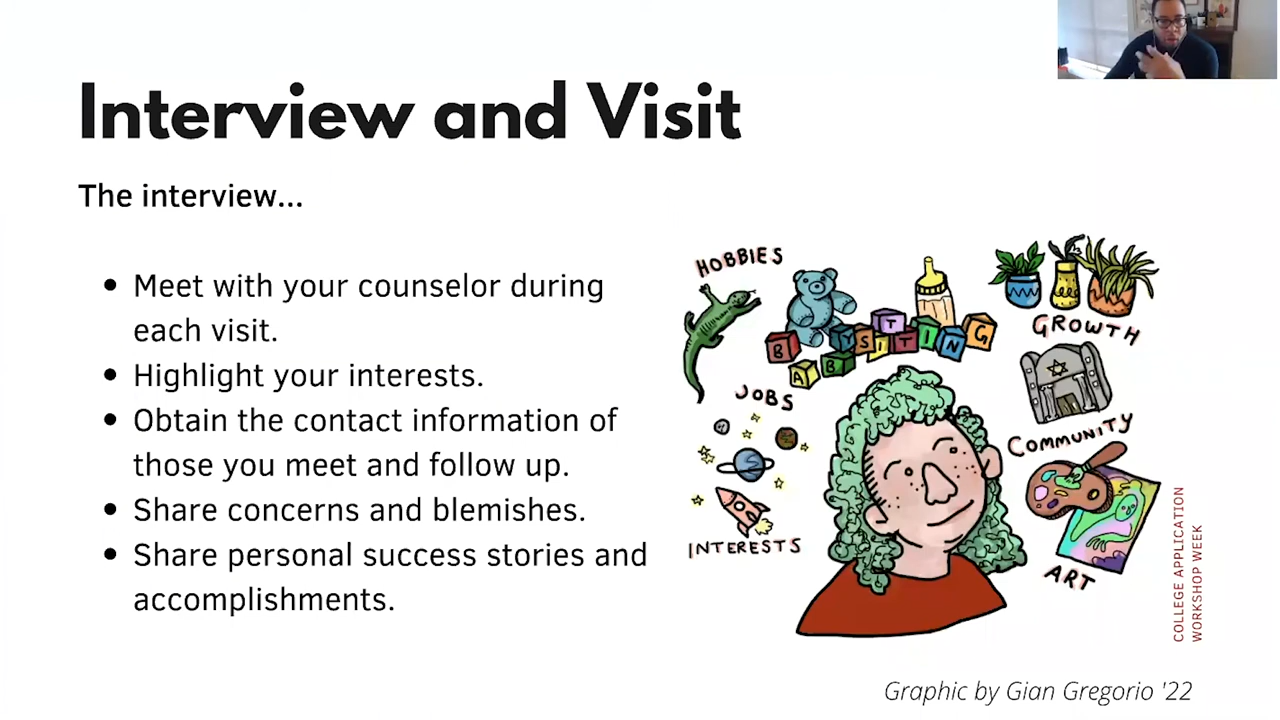 Interview and Visit
The interview...
• Meet with your counselor during
each visit.
• Highlight your interests.
• Obtain the contact information of
those you meet and follow up.
• Share concerns and blemishes.
• Share personal success stories and
accomplishments.
HOBBIES
BABYSITTING
JOBS
INTERESTS
GROWTH
COMMUNITY
ART
COLLEGE APPLICATION
WORKSHOP WEEK
Graphic by Gian Gregorio '22